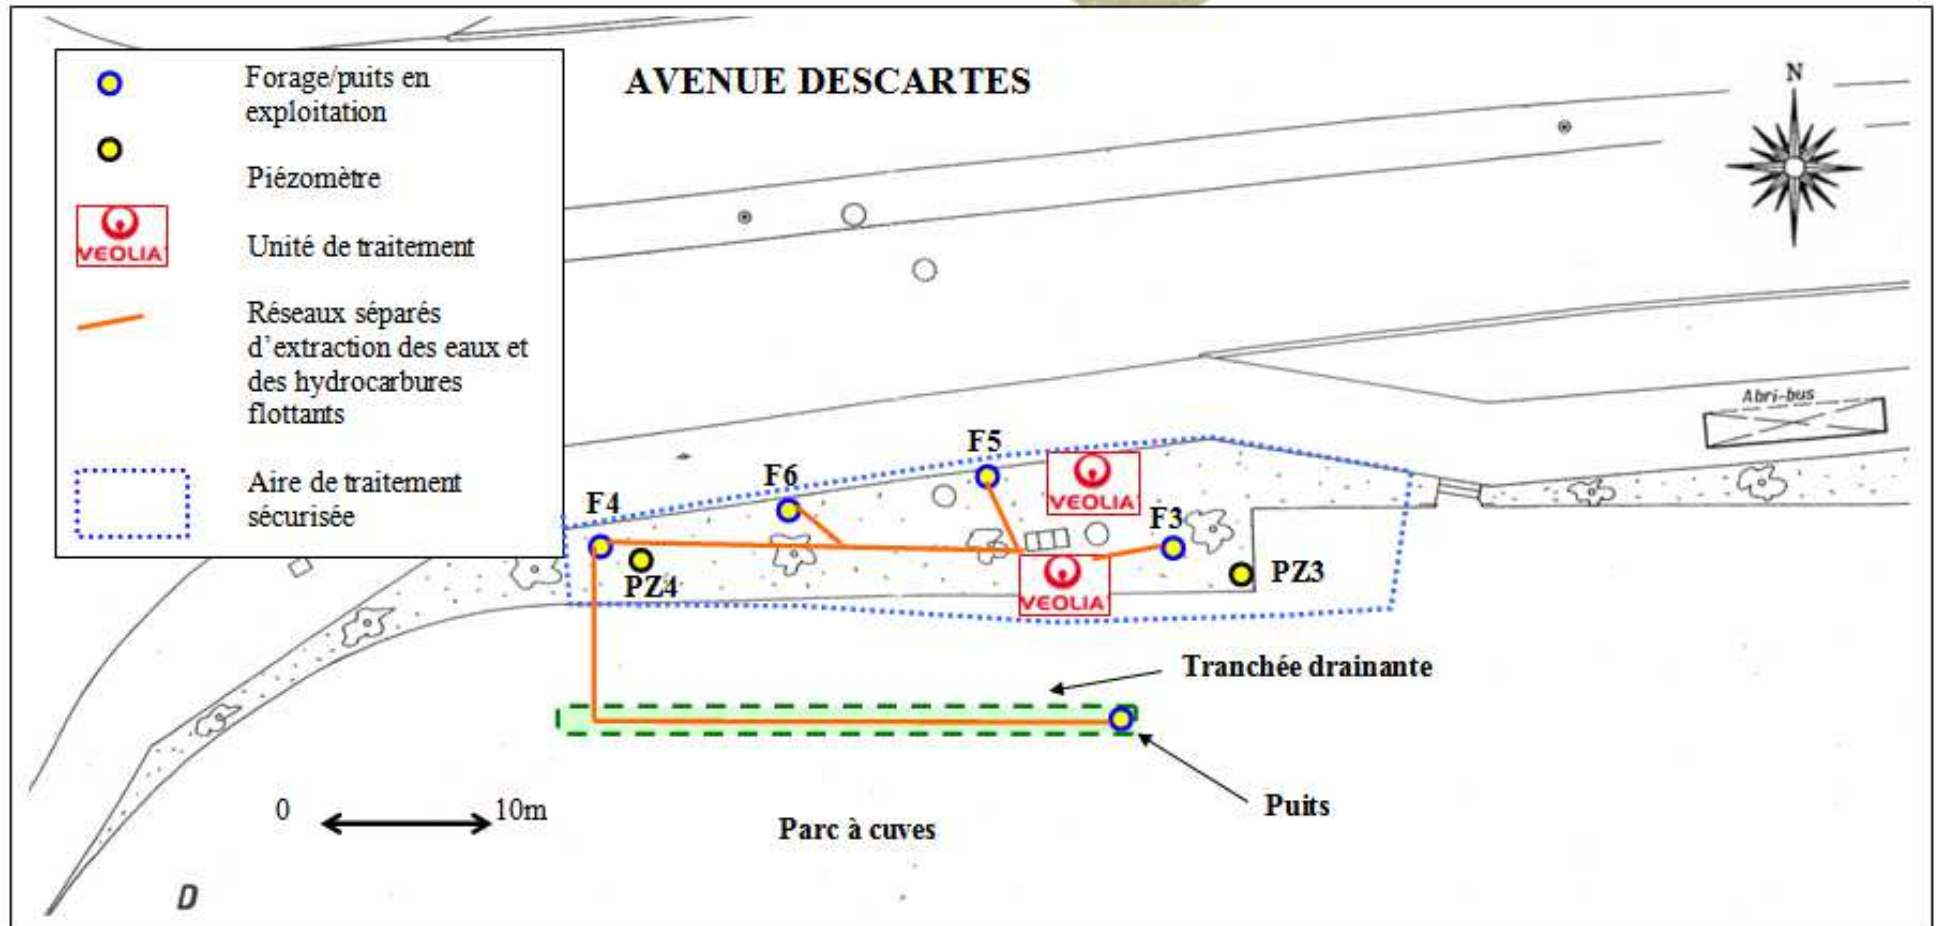 AVENUE DESCARTES
N
Forage/puits en
exploitation
Piézomètre
VEOLIA
Unité de traitement
Réseaux séparés
d’extraction des eaux et
des hydrocarbures
flottants
Aire de traitement
sécurisée
Abri-bus
F5
VEOLIA
F6
F4
F3
PZ4
VEOLIA
PZ3
Tranchée drainante
Puits
0
10m
Parc à cuves
D